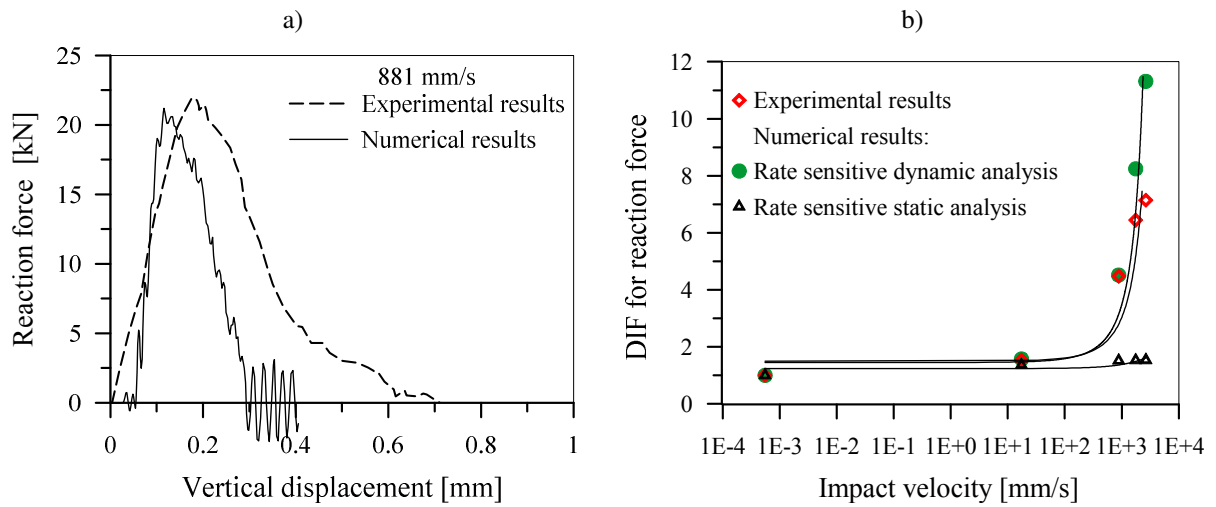 a)
25
20
15
10
5
0
Reaction force [kN]
881 mm/s
Experimental results
Numerical results
0 0.2 0.4 0.6 0.8 1
Vertical displacement [mm]
b)
12
10
8
6
4
2
0
DIF for reaction force
Experimental results
Numerical results:
Rate sensitive dynamic analysis
Rate sensitive static analysis
1E-4 1E-3 1E-2 1E-1 1E+0 1E+1 1E+2 1E+3 1E+4
Impact velocity [mm/s]